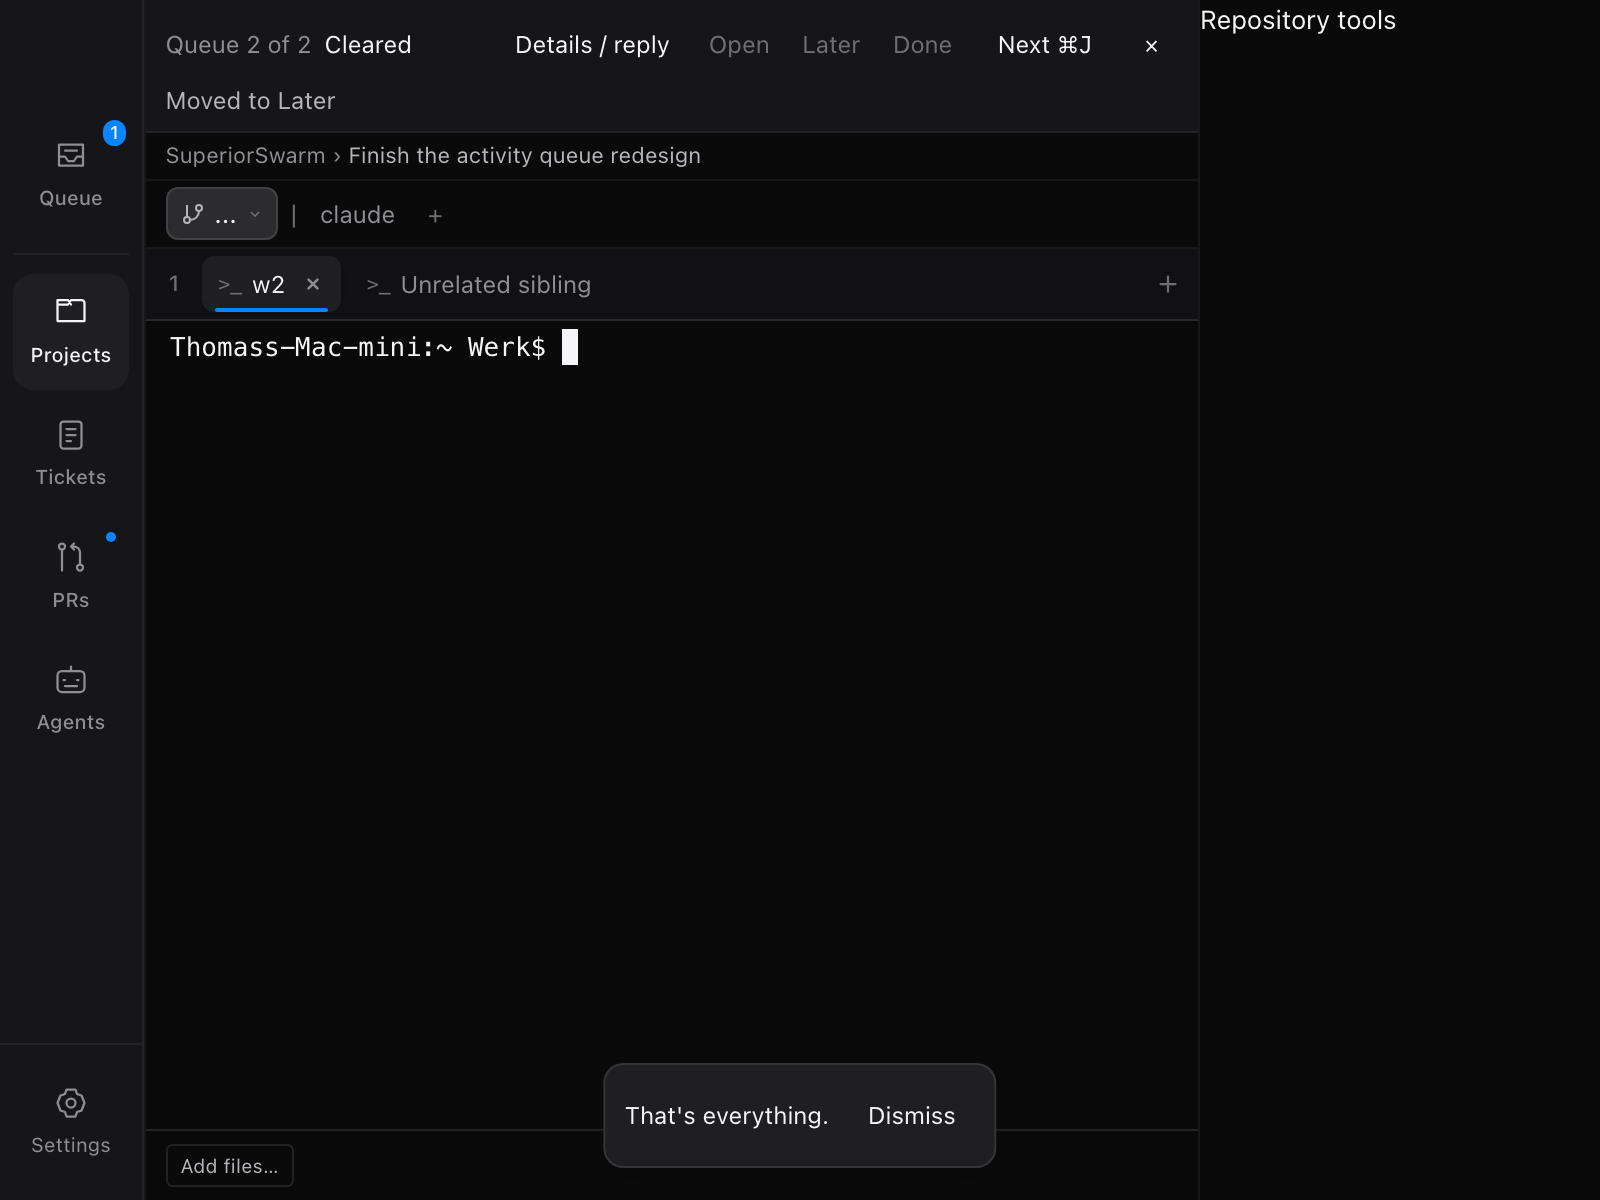 Queue 2 of 2 Cleared Details / reply Open Later Done Next ⌘J ×
Moved to Later
Repository tools
1
Queue
Projects
Tickets
PRs
Agents
Settings
SuperiorSwarm › Finish the activity queue redesign
... | claude +
1 >_ w2 × >_ Unrelated sibling +
Thomass-Mac-mini:~ Werk$
That's everything. Dismiss
Add files...